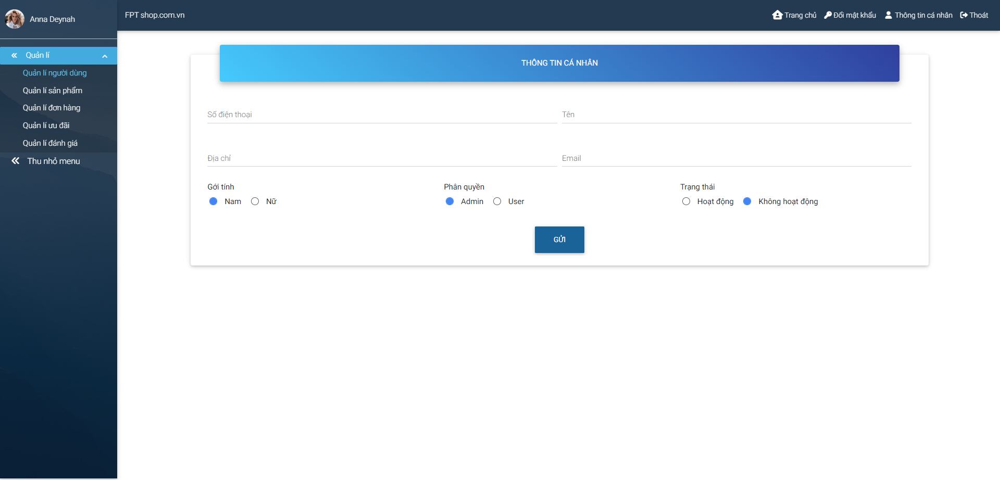 Anna Deynah
FPT shop.com.vn
Trang chủ
Đổi mật khẩu
Thông tin cá nhân
Thoát
Quản lí
Quản lí người dùng
Quản lí sản phẩm
Quản lí đơn hàng
Quản lí ưu đãi
Quản lí đánh giá
Thu nhỏ menu
THÔNG TIN CÁ NHÂN
Số điện thoại
Tên
Địa chỉ
Email
Gới tính
Nam
Nữ
Phân quyền
Admin
User
Trạng thái
Hoạt động
Không hoạt động
GỬI